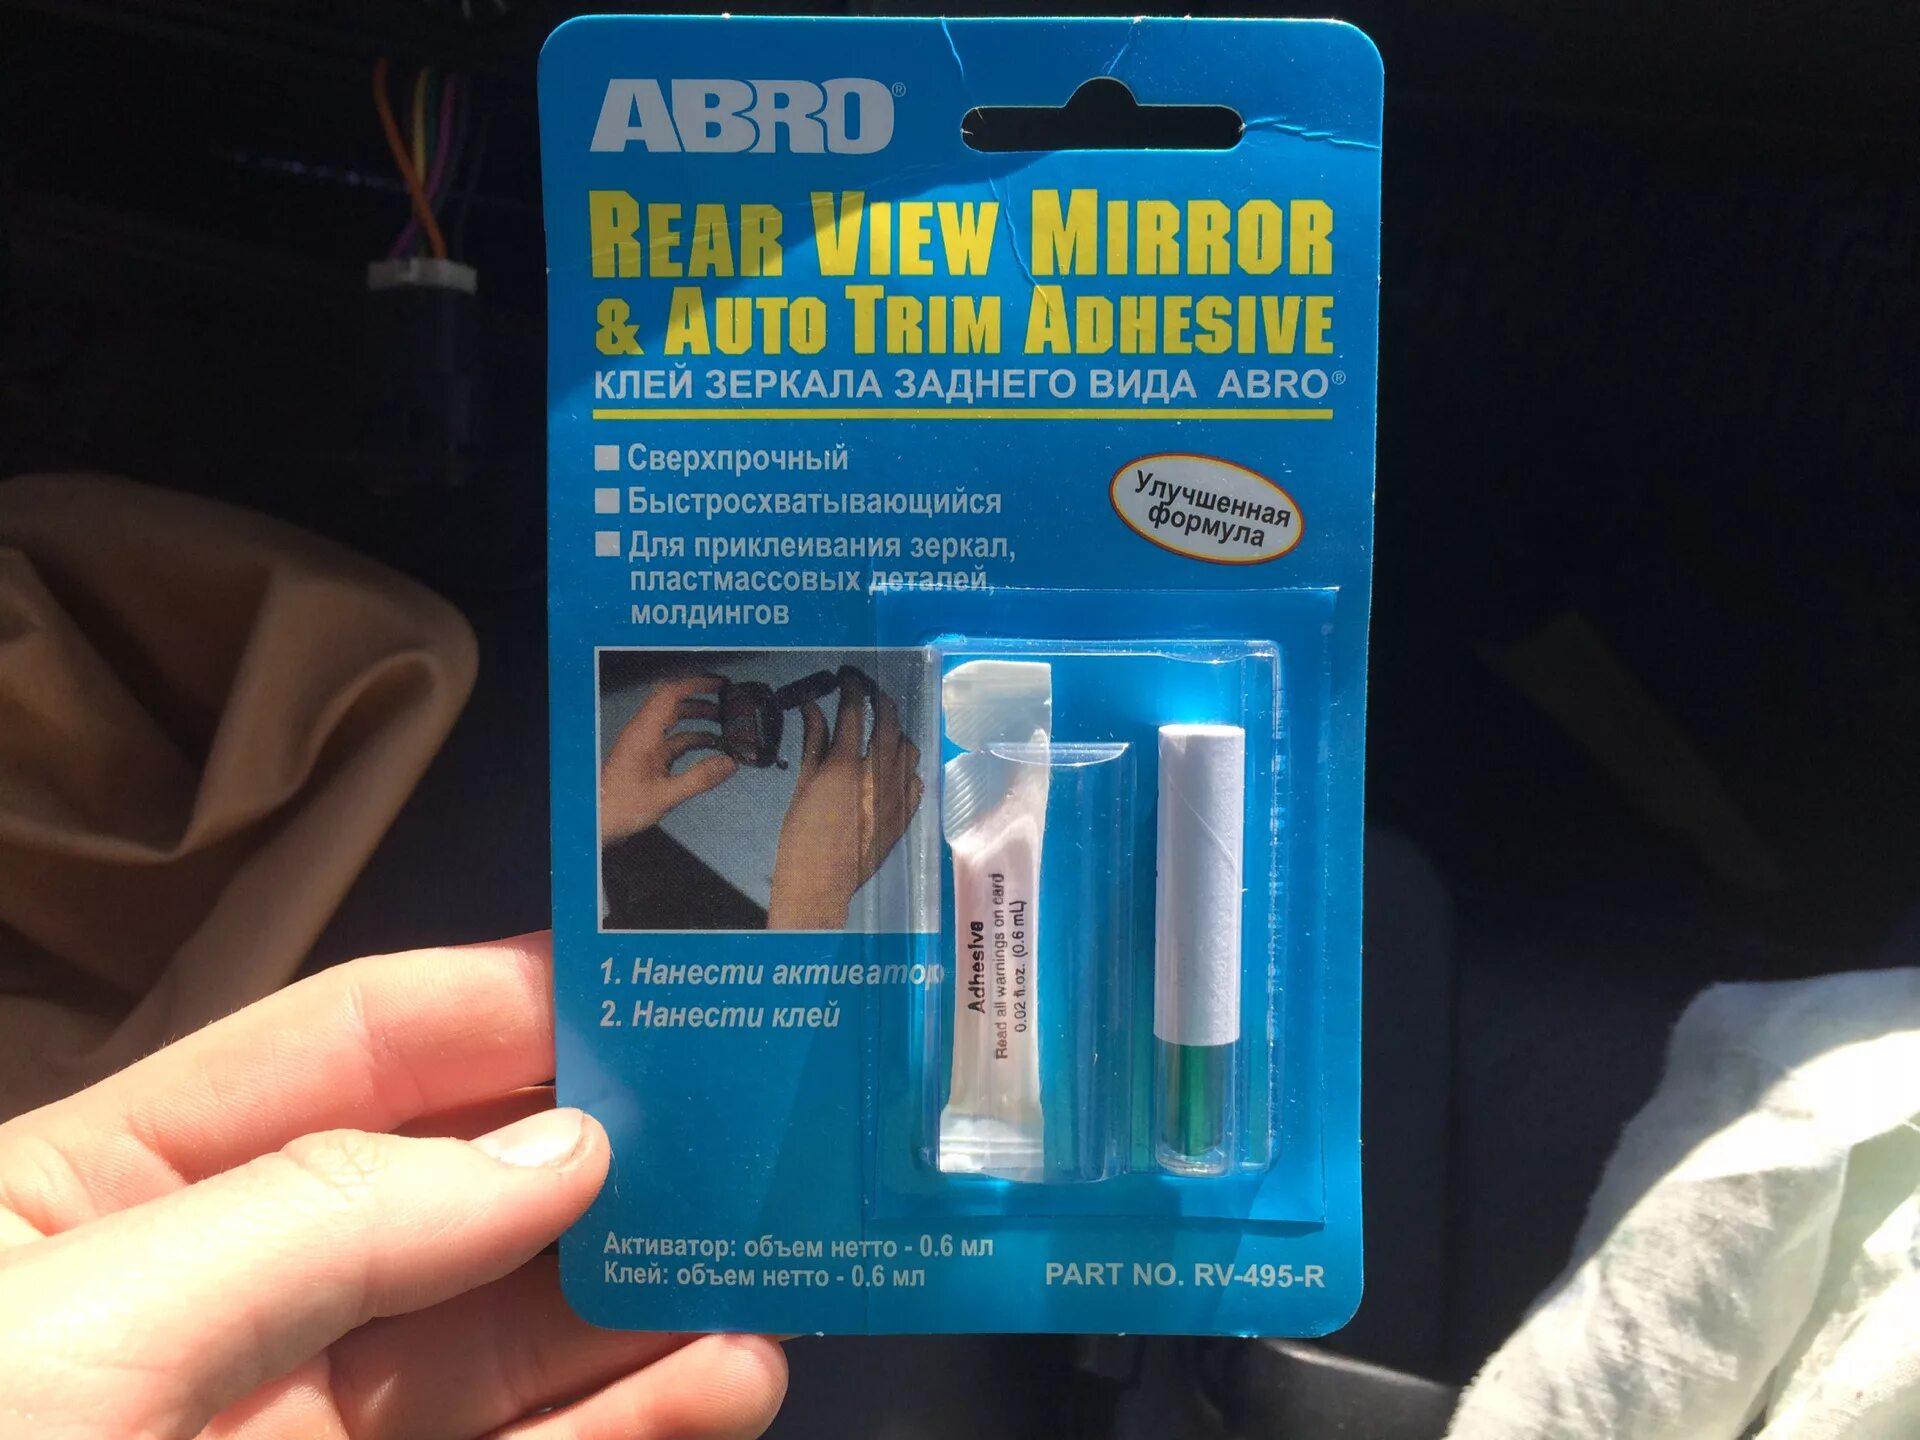 ABRO®
REAR VIEW MIRROR
& AUTO TRIM ADHESIVE
КЛЕЙ ЗЕРКАЛА ЗАДНЕГО ВИДА ABRO®
Сверхпрочный
Быстросхватывающийся
Для приклеивания зеркал,
пластмассовых деталей,
молдингов
Улучшенная
формула
Adhesive
Read all warnings on card
0.02 fl.oz. (0.6 mL)
1. Нанести активатор
2. Нанести клей
Активатор: объем нетто - 0.6 мл
Клей: объем нетто - 0.6 мл
PART NO. RV-495-R